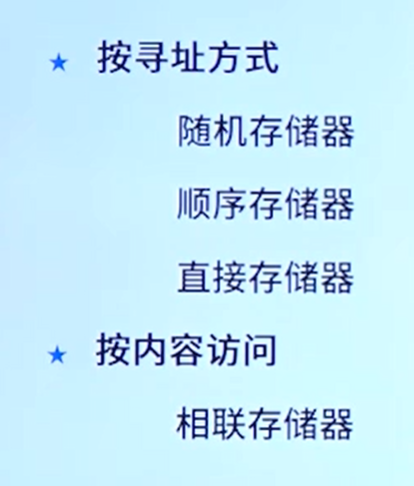 ★ 按寻址方式
随机存储器
顺序存储器
直接存储器
★ 按内容访问
相联存储器